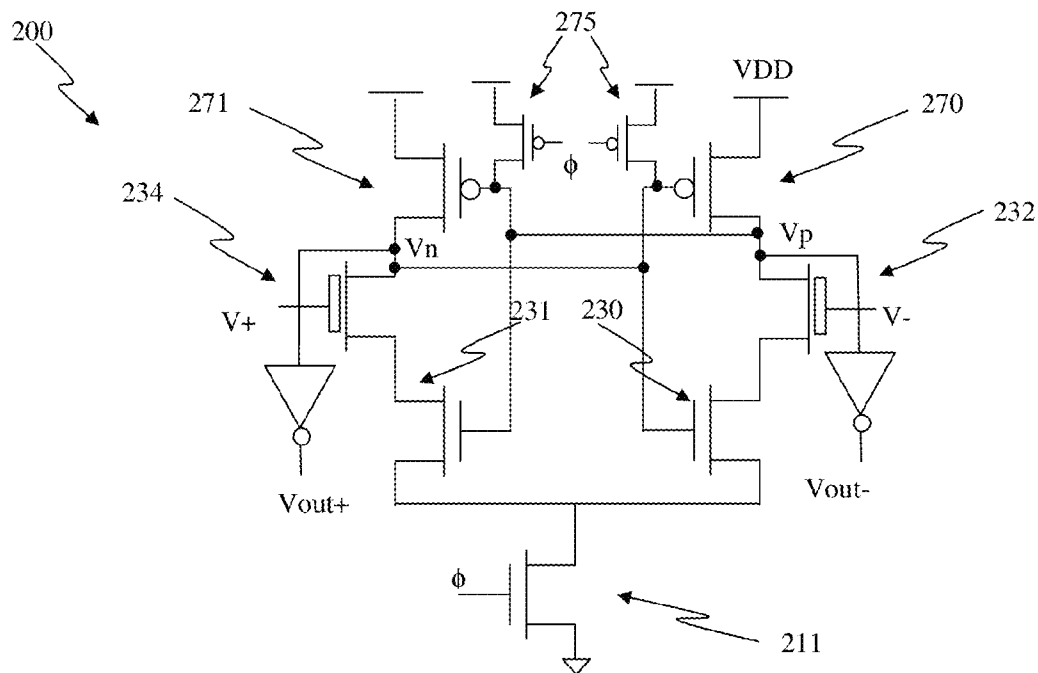 200
275
VDD
271
270
ϕ
234
232
Vn
Vp
V+
231
230
V-
Vout+
Vout-
ϕ
211